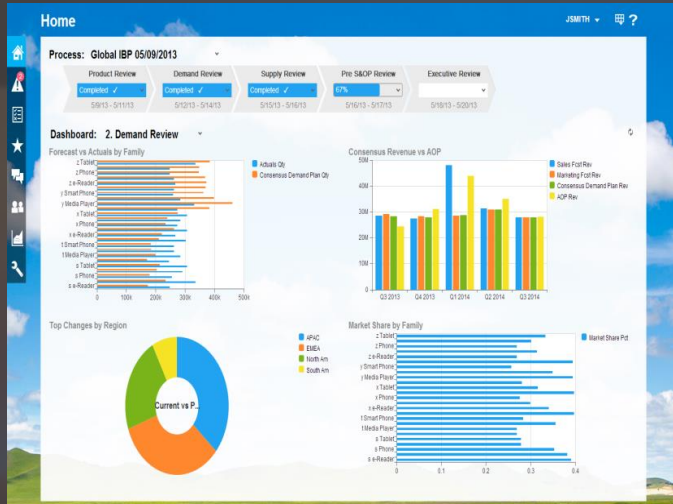 Home
JSMITH
?
Process: Global IBP 05/09/2013
Product Review
Demand Review
Supply Review
Pre S&OP Review
Executive Review
Completed ✓
Completed ✓
Completed ✓
67%
5/9/13 - 5/11/13
5/12/13 - 5/14/13
5/15/13 - 5/16/13
5/16/13 - 5/17/13
5/18/13 - 5/20/13
Dashboard: 2. Demand Review
Forecast vs Actuals by Family
z Tablet
z Phone
z e-Reader
y Smart Phone
y Media Player
x Tablet
x Phone
x e-Reader
t Smart Phone
t Media Player
s Tablet
s Phone
s e-Reader
0
100k
200k
300k
400k
500k
Actuals Qty
Consensus Demand Plan Qty
Consensus Revenue vs AOP
50M
40M
30M
20M
10M
0
Q3 2013
Q4 2013
Q1 2014
Q2 2014
Q3 2014
Sales Fcst Rev
Marketing Fcst Rev
Consensus Demand Plan Rev
AOP Rev
Top Changes by Region
Current vs P..
APAC
EMEA
North Am
South Am
Market Share by Family
z Tablet
z Phone
z e-Reader
y Smart Phone
y Media Player
x Tablet
x Phone
x e-Reader
t Smart Phone
t Media Player
s Tablet
s Phone
s e-Reader
0
0.1
0.2
0.3
0.4
Market Share Pct